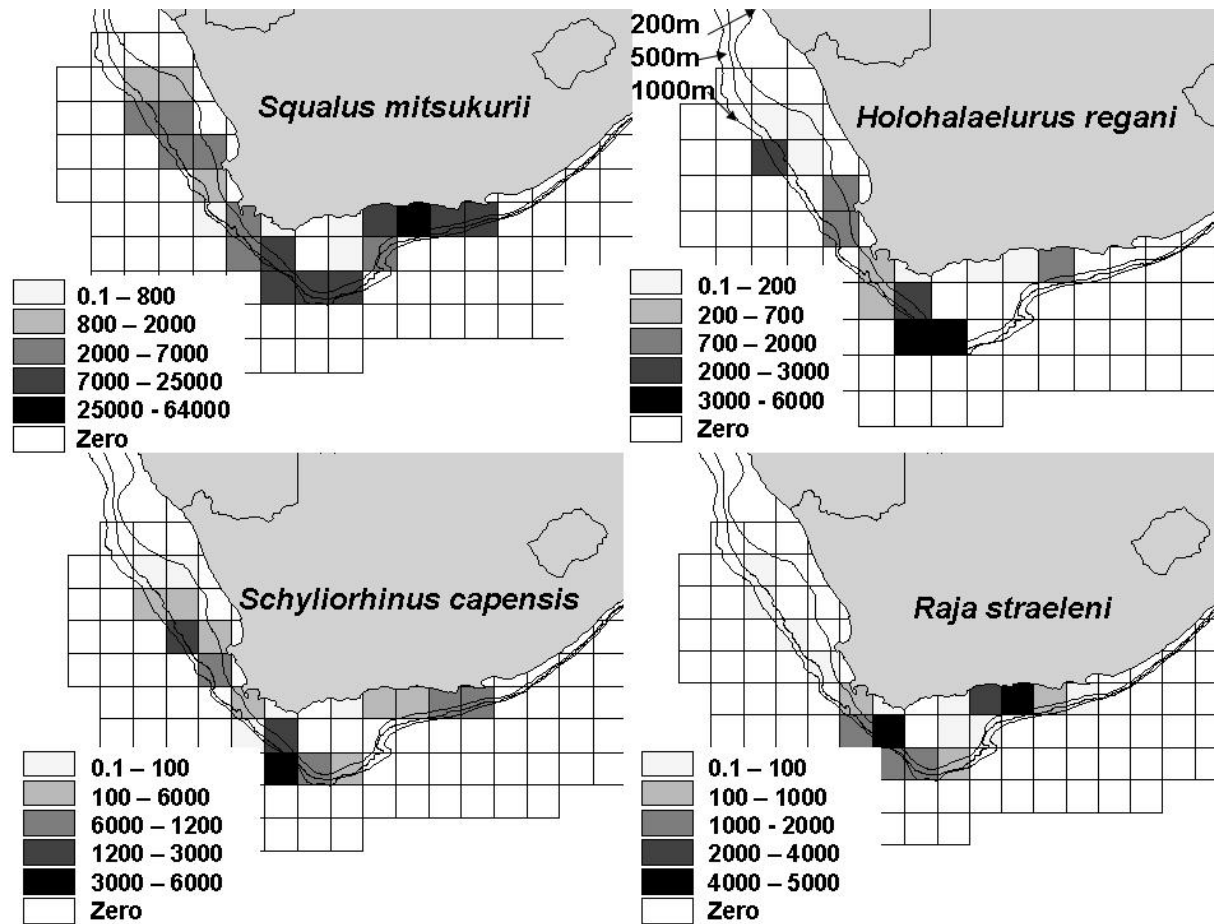 Squalus mitsukurii
0.1 – 800
800 – 2000
2000 – 7000
7000 – 25000
25000 - 64000
Zero
200m
500m
1000m
Holohalaelurus regani
0.1 – 200
200 – 700
700 – 2000
2000 – 3000
3000 - 6000
Zero
Schyliorhinus capensis
0.1 – 100
100 – 6000
6000 – 1200
1200 – 3000
3000 – 6000
Zero
Raja straeleni
0.1 – 100
100 – 1000
1000 - 2000
2000 – 4000
4000 – 5000
Zero